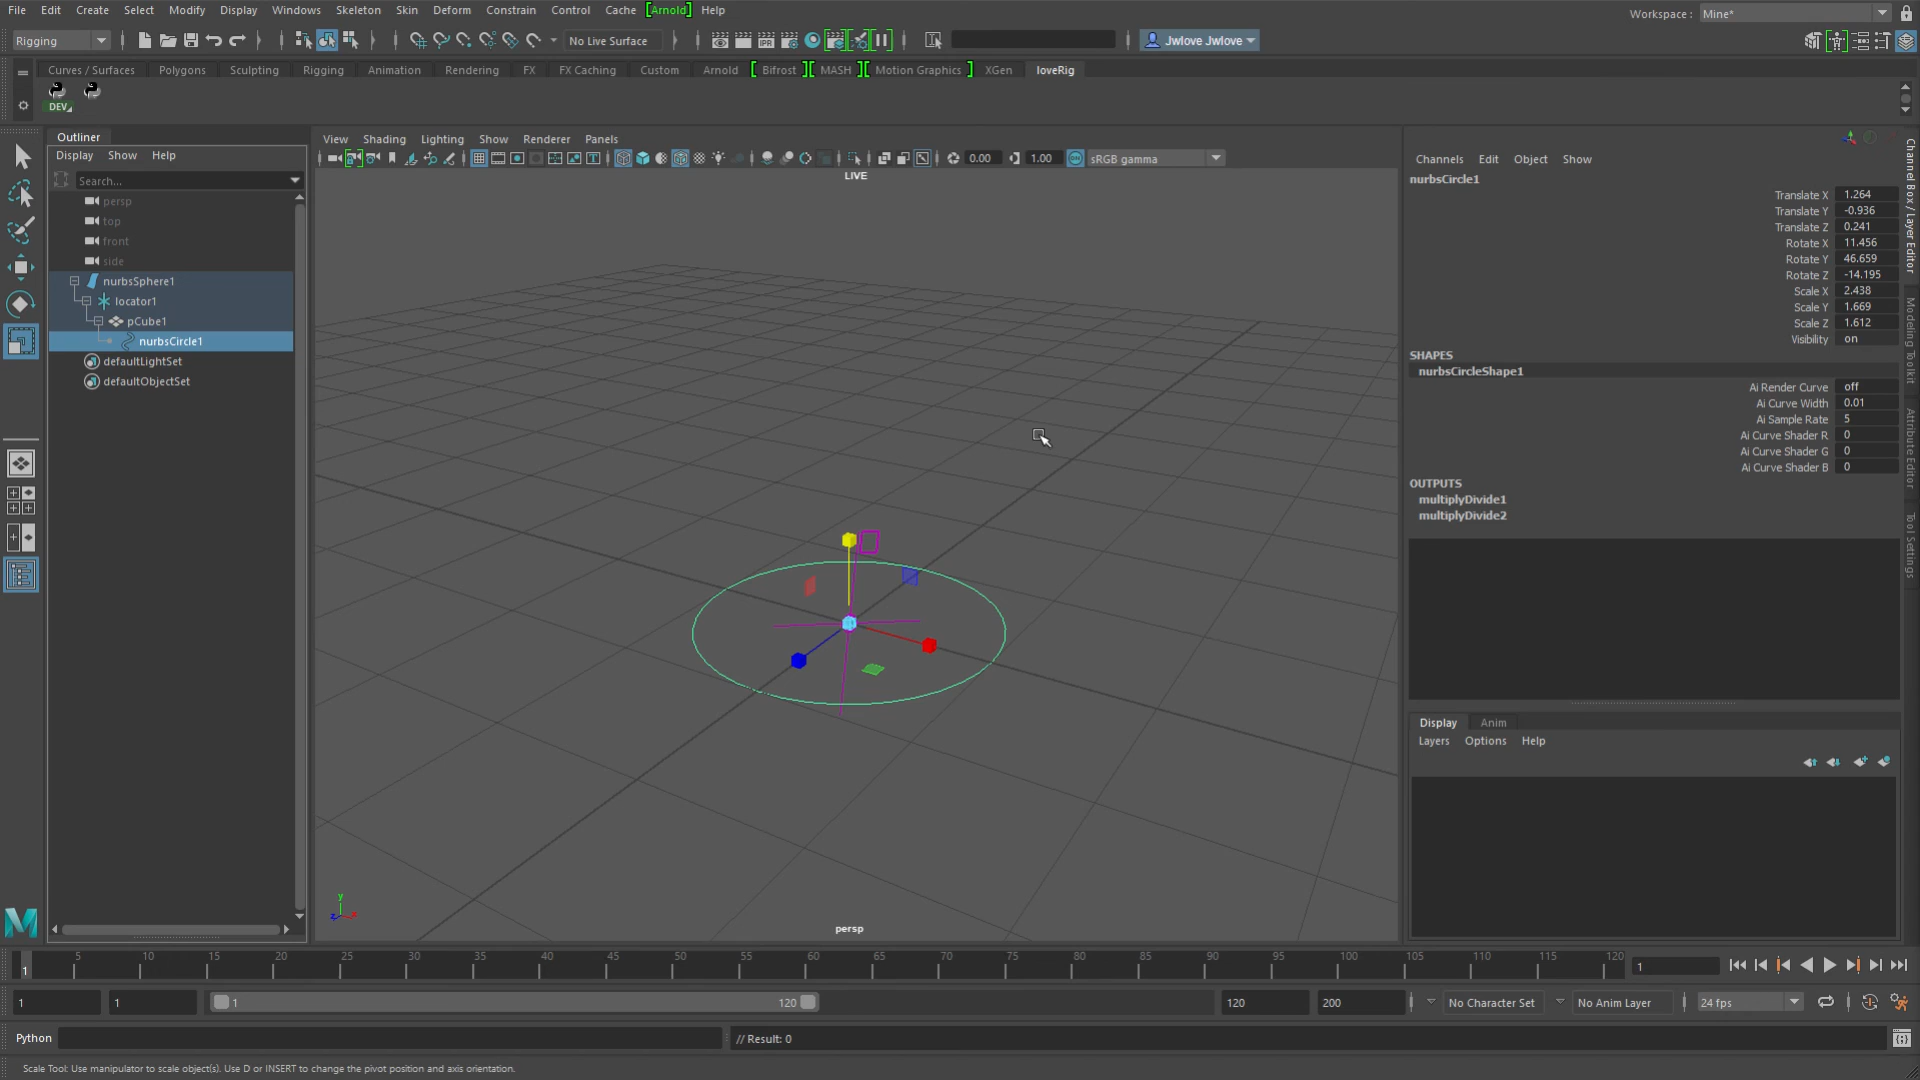 File Edit Create Select Modify Display Windows Skeleton Skin Deform Constrain Control Cache [Arnold] Help
Workspace : Mine*
Rigging No Live Surface Jwlove Jwlove
Curves / Surfaces Polygons Sculpting Rigging Animation Rendering FX FX Caching Custom Arnold [ Bifrost ] [ MASH ] [ Motion Graphics ] XGen loveRig
DEV
Outliner
Display Show Help
Search...
persp
top
front
side
nurbsSphere1
locator1
pCube1
nurbsCircle1
defaultLightSet
defaultObjectSet
View Shading Lighting Show Renderer Panels
0.00 1.00 sRGB gamma
LIVE
persp
y
z x
Channels Edit Object Show
nurbsCircle1
Translate X 1.264
Translate Y -0.936
Translate Z 0.241
Rotate X 11.456
Rotate Y 46.659
Rotate Z -14.195
Scale X 2.438
Scale Y 1.669
Scale Z 1.612
Visibility on
SHAPES
nurbsCircleShape1
Ai Render Curve off
Ai Curve Width 0.01
Ai Sample Rate 5
Ai Curve Shader R 0
Ai Curve Shader G 0
Ai Curve Shader B 0
OUTPUTS
multiplyDivide1
multiplyDivide2
Display Anim
Layers Options Help
Channel Box / Layer Editor
Modeling Toolkit
Attribute Editor
Tool Settings
1 5 10 15 20 25 30 35 40 45 50 55 60 65 70 75 80 85 90 95 100 105 110 115 120 1
1 1 1 120 120 200 No Character Set No Anim Layer 24 fps
Python // Result: 0
Scale Tool: Use manipulator to scale object(s). Use D or INSERT to change the pivot position and axis orientation.